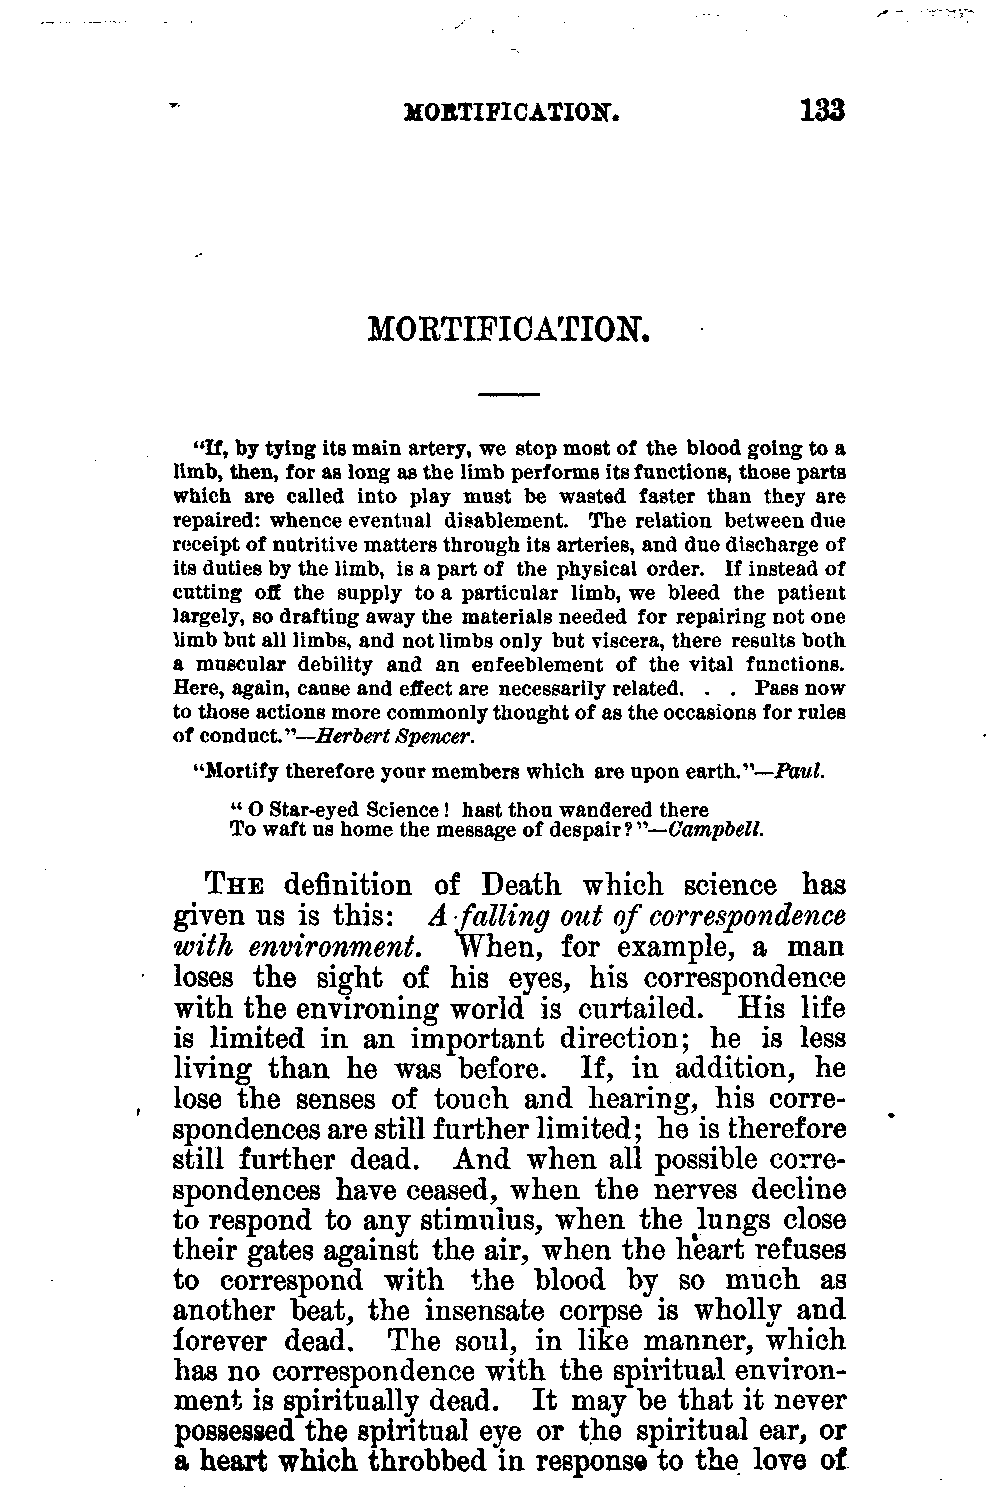 MORTIFICATION. 133
MORTIFICATION.
“If, by tying its main artery, we stop most of the blood going to a
limb, then, for as long as the limb performs its functions, those parts
which are called into play must be wasted faster than they are
repaired: whence eventual disablement. The relation between due
receipt of nutritive matters through its arteries, and due discharge of
its duties by the limb, is a part of the physical order. If instead of
cutting off the supply to a particular limb, we bleed the patient
largely, so drafting away the materials needed for repairing not one
limb but all limbs, and not limbs only but viscera, there results both
a muscular debility and an enfeeblement of the vital functions.
Here, again, cause and effect are necessarily related. . . Pass now
to those actions more commonly thought of as the occasions for rules
of conduct.”—Herbert Spencer.
“Mortify therefore your members which are upon earth.”—Paul.
“ O Star-eyed Science ! hast thou wandered there
To waft us home the message of despair ? ”—Campbell.
THE definition of Death which science has
given us is this: A falling out of correspondence
with environment. When, for example, a man
loses the sight of his eyes, his correspondence
with the environing world is curtailed. His life
is limited in an important direction; he is less
living than he was before. If, in addition, he
lose the senses of touch and hearing, his corre-
spondences are still further limited; he is therefore
still further dead. And when all possible corre-
spondences have ceased, when the nerves decline
to respond to any stimulus, when the lungs close
their gates against the air, when the heart refuses
to correspond with the blood by so much as
another beat, the insensate corpse is wholly and
forever dead. The soul, in like manner, which
has no correspondence with the spiritual environ-
ment is spiritually dead. It may be that it never
possessed the spiritual eye or the spiritual ear, or
a heart which throbbed in response to the love of